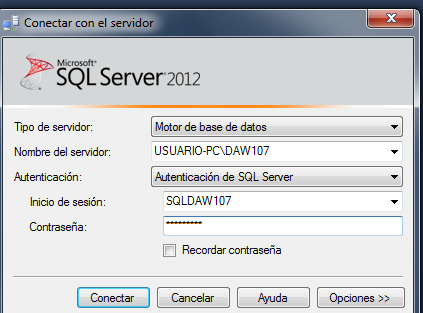 Conectar con el servidor
x
Microsoft®
SQL Server®2012
Tipo de servidor: Motor de base de datos
Nombre del servidor: USUARIO-PC\DAW107
Autenticación: Autenticación de SQL Server
Inicio de sesión: SQLDAW107
Contraseña: *********
Recordar contraseña
Conectar Cancelar Ayuda Opciones >>